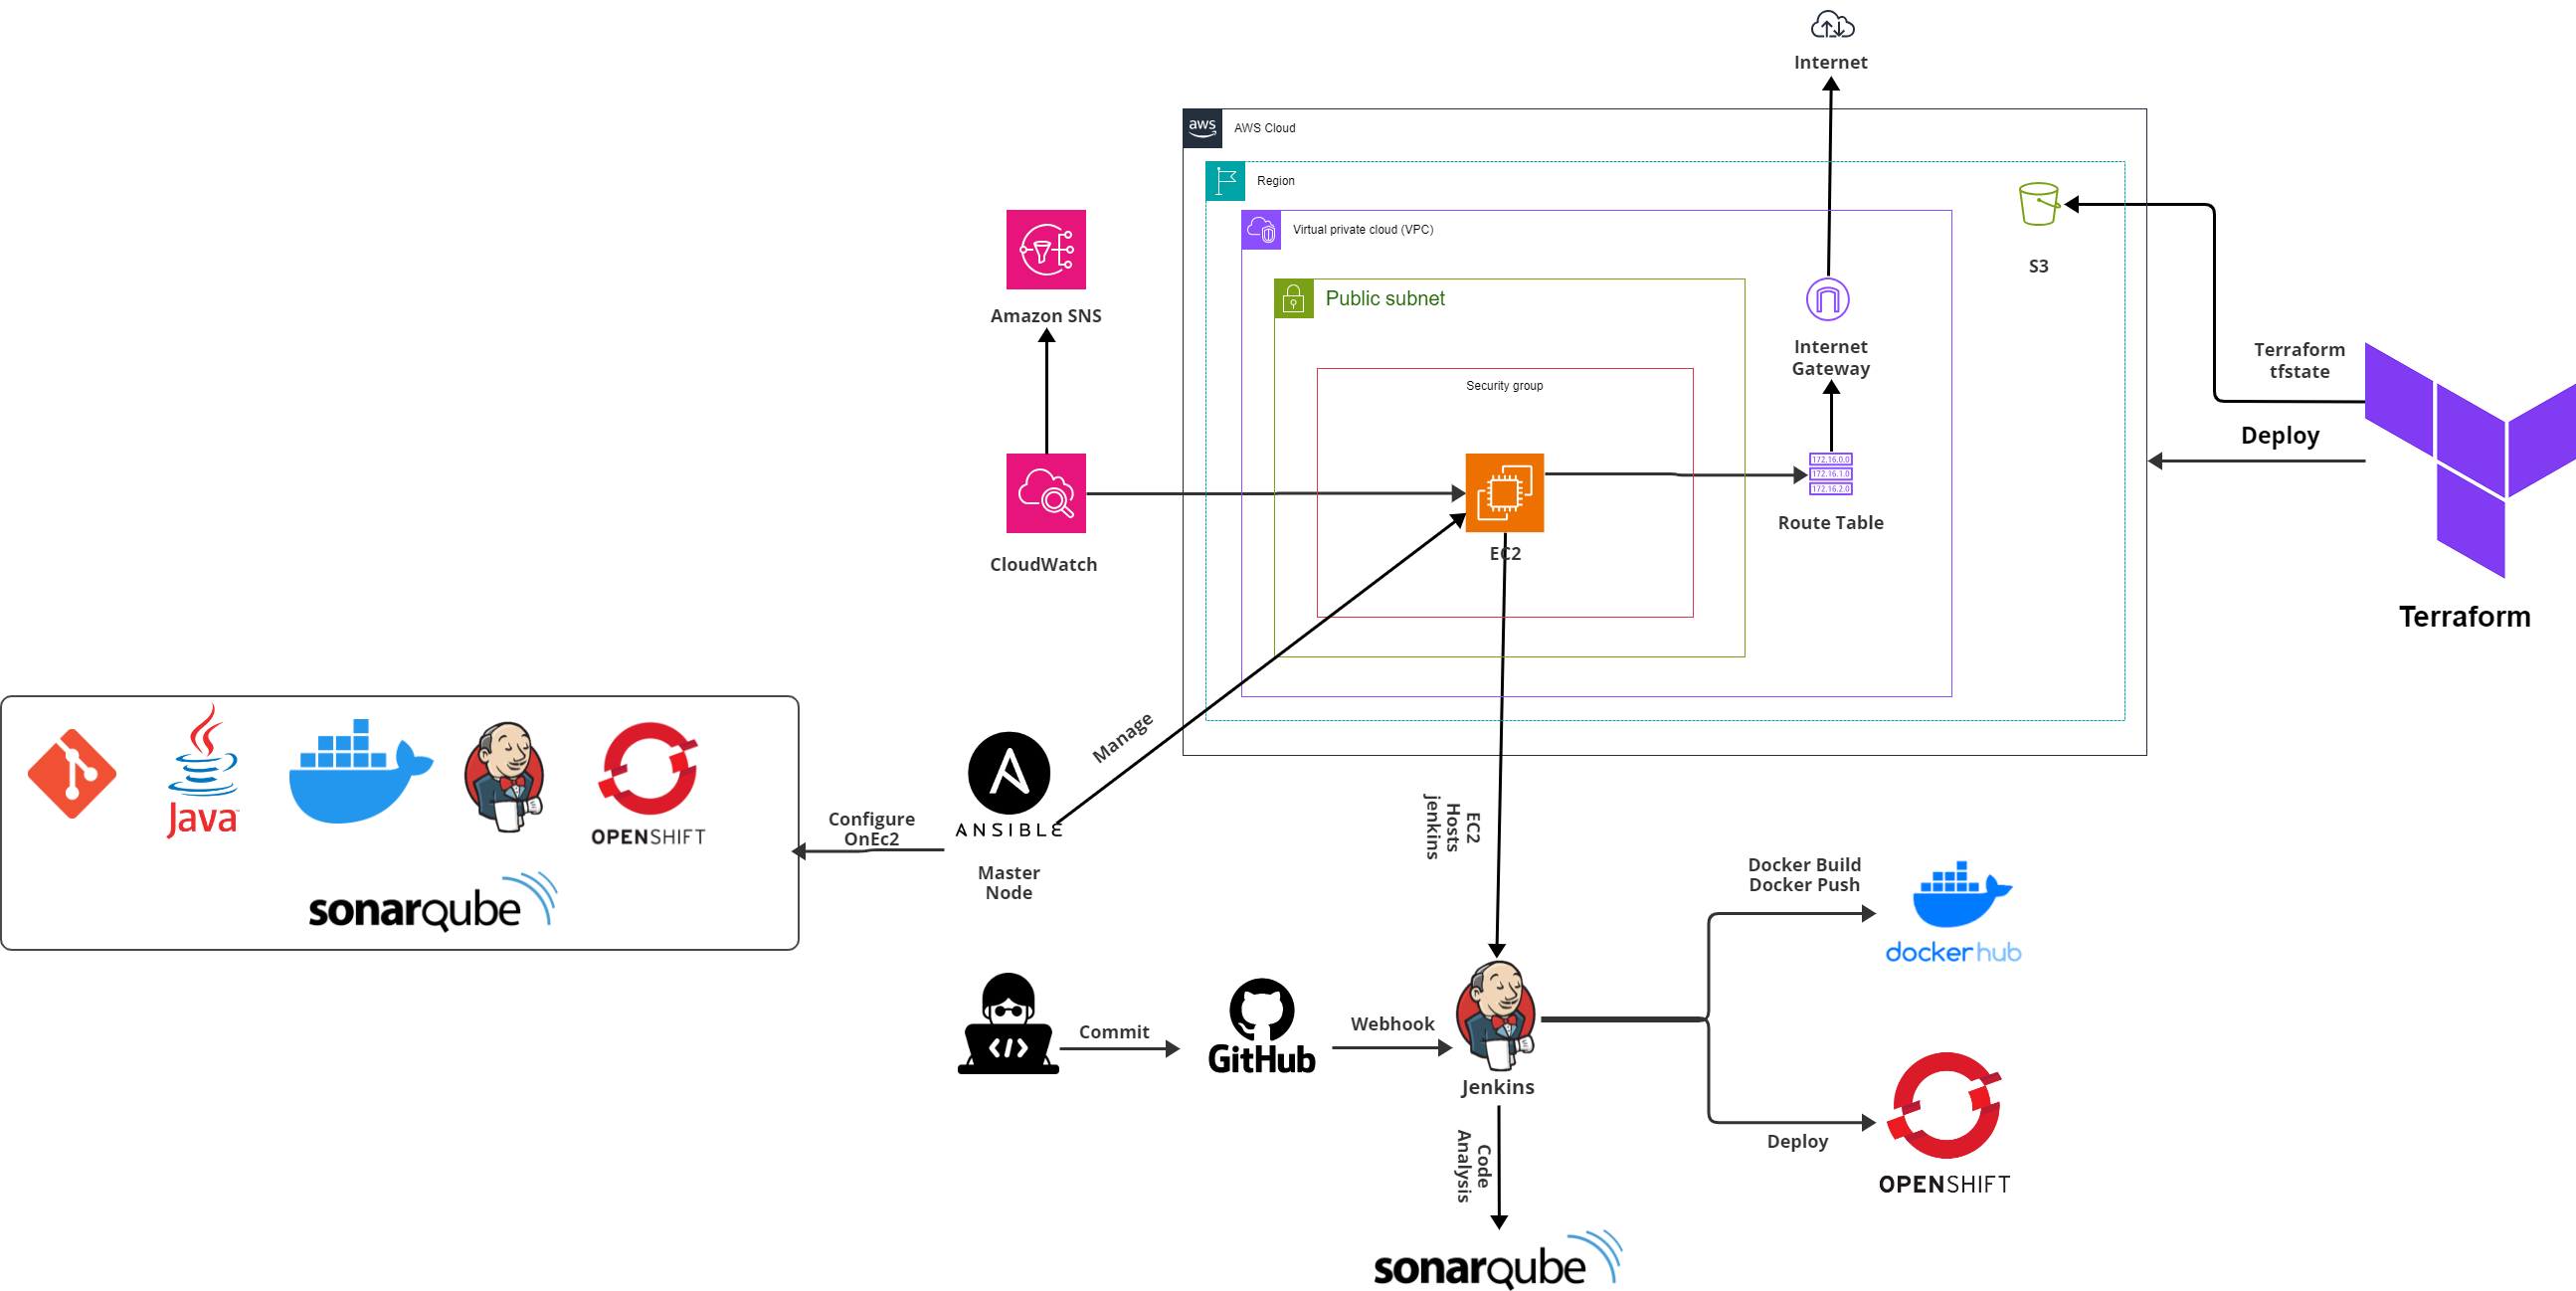 Internet
aws
AWS Cloud
Region
Virtual private cloud (VPC)
S3
Public subnet
Amazon SNS
Internet
Gateway
Terraform
tfstate
Security group
Deploy
172.16.0.0
172.16.1.0
172.16.2.0
Route Table
EC2
CloudWatch
Terraform
Manage
Java
OPENSHIFT
sonarqube
Configure
OnEc2
ANSIBLE
Master
Node
EC2
Hosts
jenkins
Docker Build
Docker Push
dockerhub
Commit
GitHub
Webhook
Jenkins
Deploy
OPENSHIFT
Code
Analysis
sonarqube